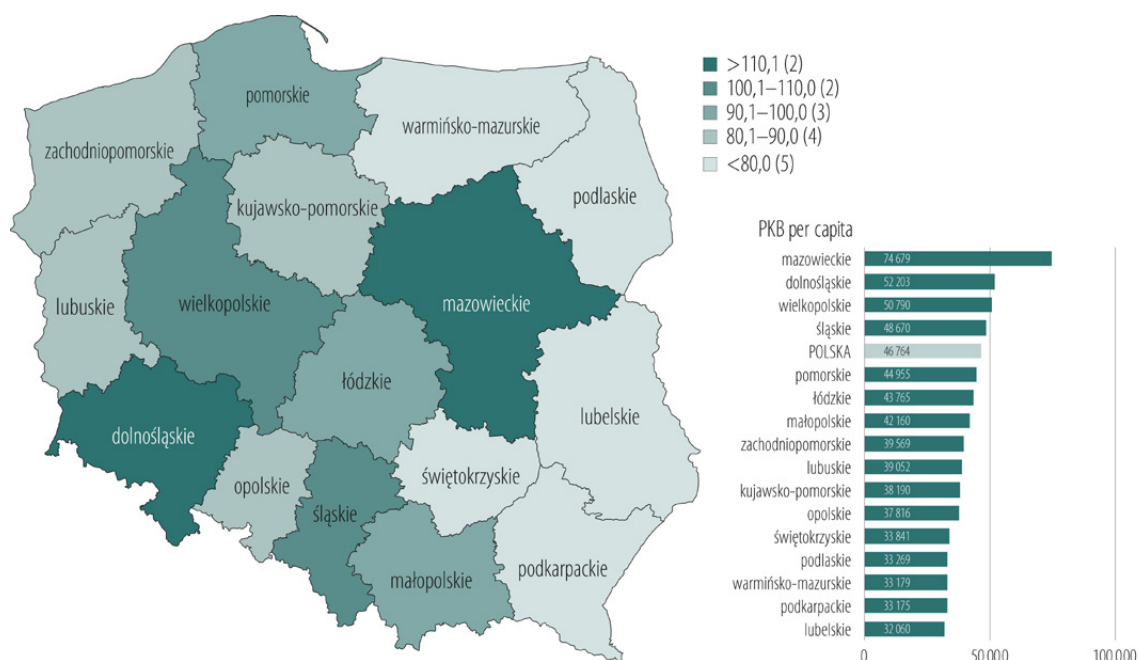 pomorskie
warmińsko-mazurskie
zachodniopomorskie
podlaskie
kujawsko-pomorskie
lubuskie
wielkopolskie
mazowieckie
łódzkie
lubelskie
dolnośląskie
świętokrzyskie
opolskie
śląskie
małopolskie
podkarpackie
>110,1 (2)
100,1–110,0 (2)
90,1–100,0 (3)
80,1–90,0 (4)
<80,0 (5)
PKB per capita
mazowieckie 74 679
dolnośląskie 52 203
wielkopolskie 50 790
śląskie 48 670
POLSKA 46 764
pomorskie 44 955
łódzkie 43 765
małopolskie 42 160
zachodniopomorskie 39 569
lubuskie 39 052
kujawsko-pomorskie 38 190
opolskie 37 816
świętokrzyskie 33 841
podlaskie 33 269
warmińsko-mazurskie 33 179
podkarpackie 33 175
lubelskie 32 060
0 50 000 100 000